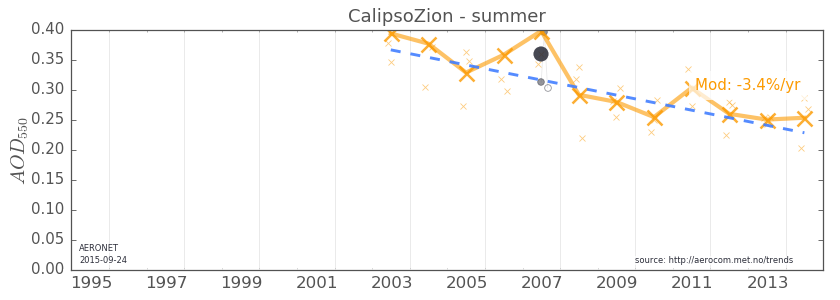 CalipsoZion - summer
0.40
0.35
0.30
0.25
0.20
0.15
0.10
0.05
0.00
AOD550
Mod: -3.4%/yr
AERONET
2015-09-24
source: http://aerocom.met.no/trends
1995 1997 1999 2001 2003 2005 2007 2009 2011 2013